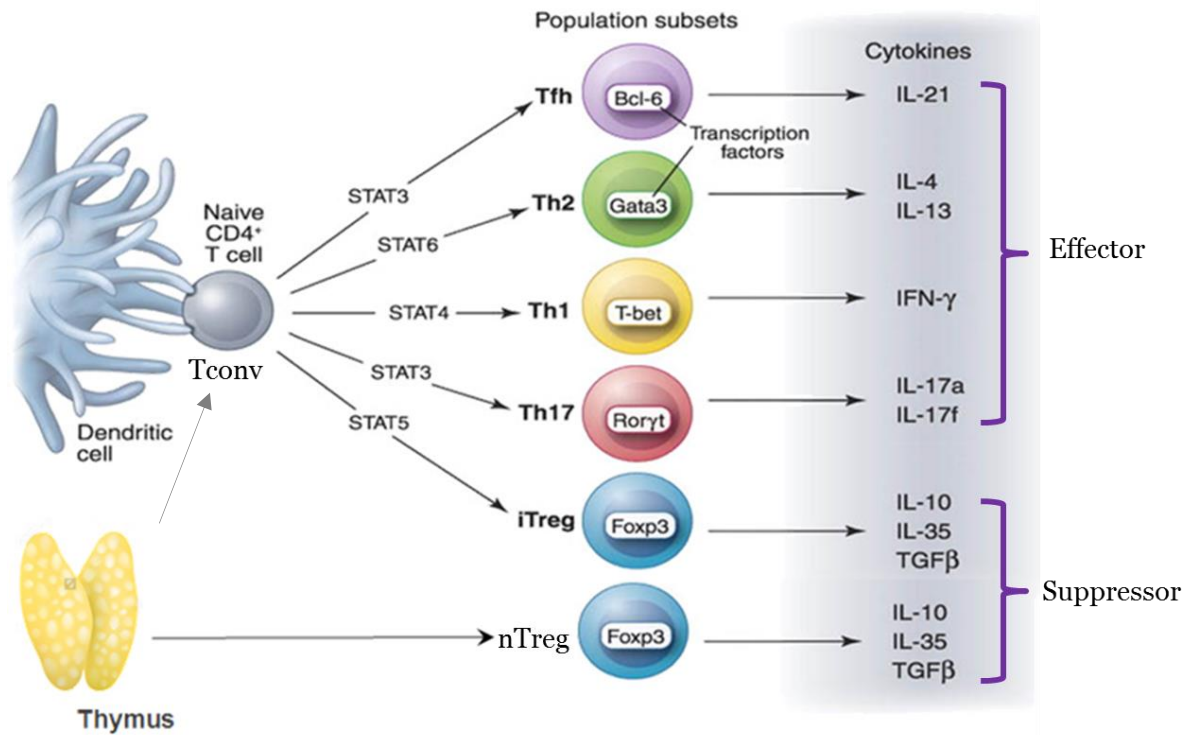 Population subsets
Cytokines
Tfh
Bcl-6
IL-21
Transcription
factors
STAT3
Th2
Gata3
IL-4
IL-13
Naive
CD4⁺
T cell
STAT6
Effector
STAT4
Th1
T-bet
IFN-γ
Tconv
STAT3
Th17
Rorγt
IL-17a
IL-17f
STAT5
Dendritic
cell
iTreg
Foxp3
IL-10
IL-35
TGFβ
Suppressor
nTreg
Foxp3
IL-10
IL-35
TGFβ
Thymus